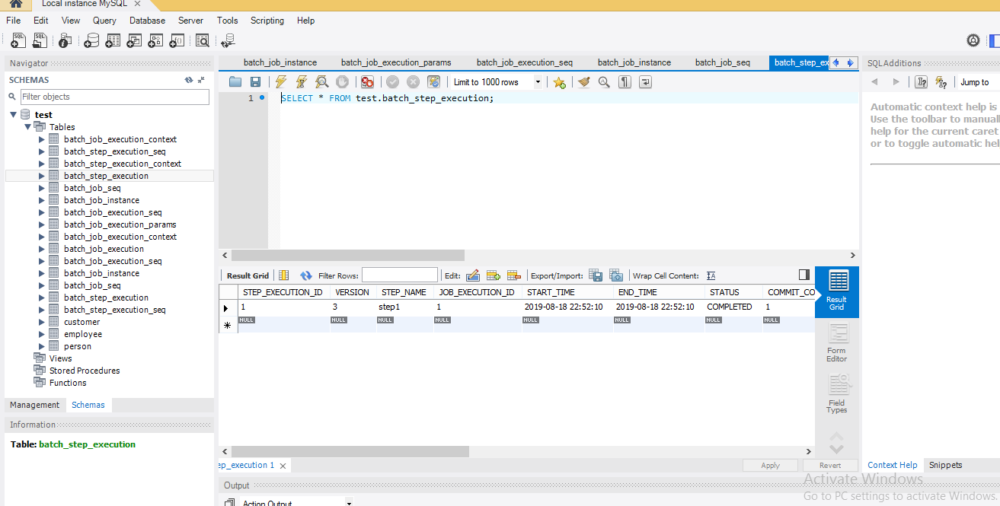 Local instance MySQL
File Edit View Query Database Server Tools Scripting Help
Navigator
SCHEMAS
Filter objects
test
Tables
batch_job_execution_context
batch_step_execution_seq
batch_step_execution_context
batch_step_execution
batch_job_seq
batch_job_instance
batch_job_execution_seq
batch_job_execution_params
batch_job_execution_context
batch_job_execution
batch_job_execution_seq
batch_job_instance
batch_job_seq
batch_step_execution
batch_step_execution_seq
customer
employee
person
Views
Stored Procedures
Functions
Management Schemas
Information
Table: batch_step_execution
batch_job_instance batch_job_execution_params batch_job_execution_seq batch_job_instance batch_job_seq batch_step_ex
Limit to 1000 rows
1 SELECT * FROM test.batch_step_execution;
Result Grid Filter Rows: Edit: Export/Import: Wrap Cell Content:
STEP_EXECUTION_ID VERSION STEP_NAME JOB_EXECUTION_ID START_TIME END_TIME STATUS COMMIT_CO
1 3 step1 1 2019-08-18 22:52:10 2019-08-18 22:52:10 COMPLETED 1
NULL NULL NULL NULL NULL NULL NULL NULL
Result
Grid
Form
Editor
Field
Types
ep_execution 1
Apply Revert
Output
Action Output
SQLAdditions
Jump to
Automatic context help is
Use the toolbar to manuall
help for the current caret
or to toggle automatic hel
Context Help Snippets
Activate Windows
Go to PC settings to activate Windows.